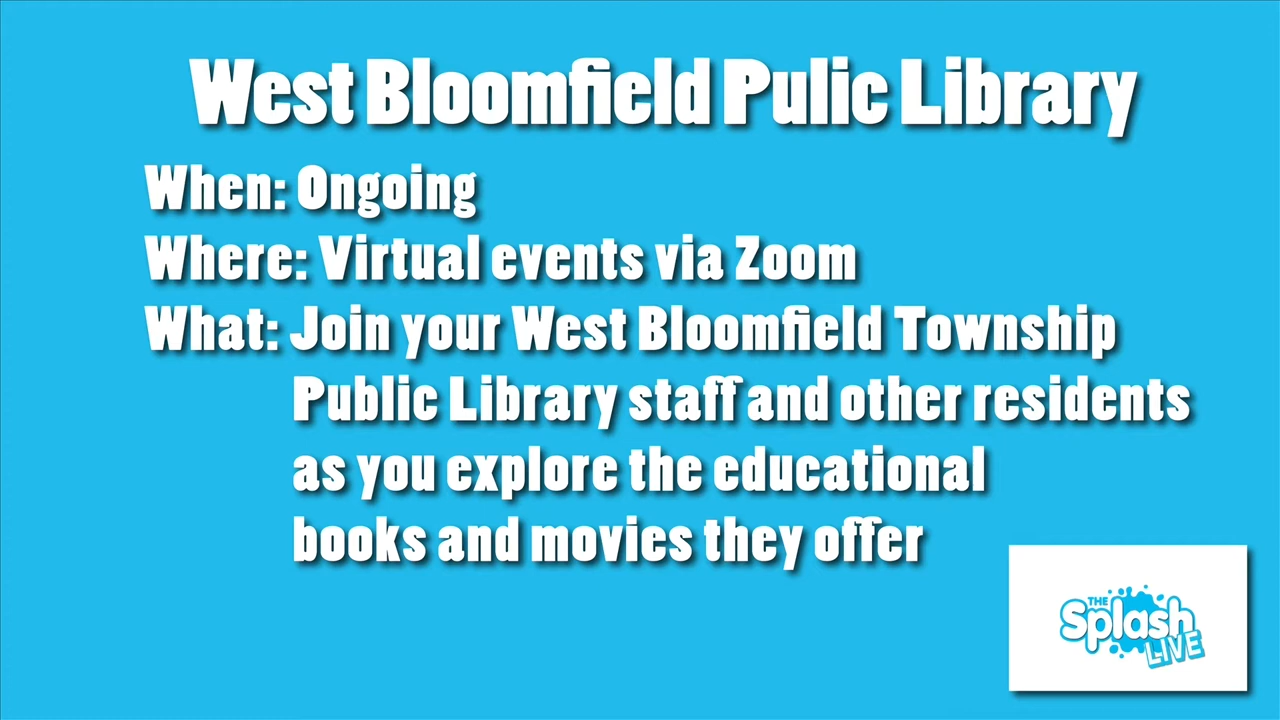 West Bloomfield Pulic Library
When: Ongoing
Where: Virtual events via Zoom
What: Join your West Bloomfield Township
Public Library staff and other residents
as you explore the educational
books and movies they offer
THE
Splash
LIVE